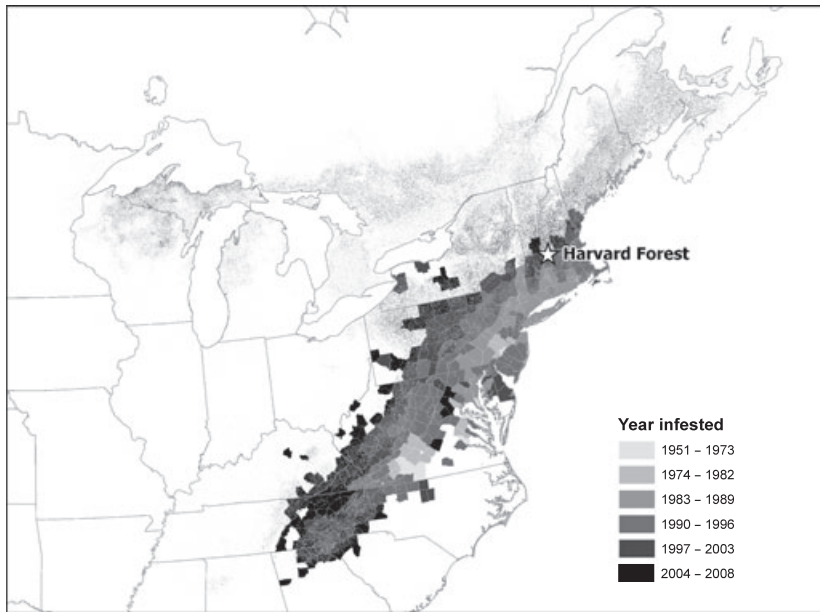 Harvard Forest
Year infested
1951 – 1973
1974 – 1982
1983 – 1989
1990 – 1996
1997 – 2003
2004 – 2008